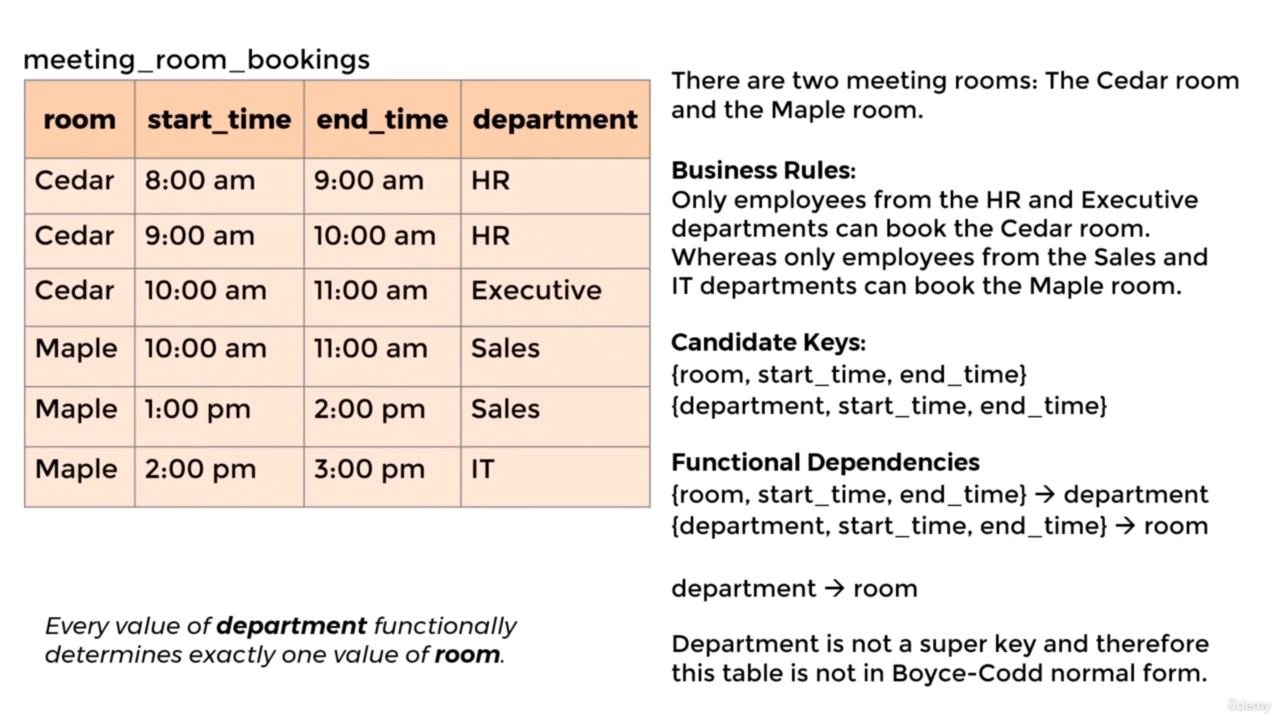 meeting_room_bookings
room start_time end_time department
Cedar 8:00 am 9:00 am HR
Cedar 9:00 am 10:00 am HR
Cedar 10:00 am 11:00 am Executive
Maple 10:00 am 11:00 am Sales
Maple 1:00 pm 2:00 pm Sales
Maple 2:00 pm 3:00 pm IT
Every value of department functionally
determines exactly one value of room.
There are two meeting rooms: The Cedar room
and the Maple room.
Business Rules:
Only employees from the HR and Executive
departments can book the Cedar room.
Whereas only employees from the Sales and
IT departments can book the Maple room.
Candidate Keys:
{room, start_time, end_time}
{department, start_time, end_time}
Functional Dependencies
{room, start_time, end_time} → department
{department, start_time, end_time} → room
department → room
Department is not a super key and therefore
this table is not in Boyce-Codd normal form.
ûdemy